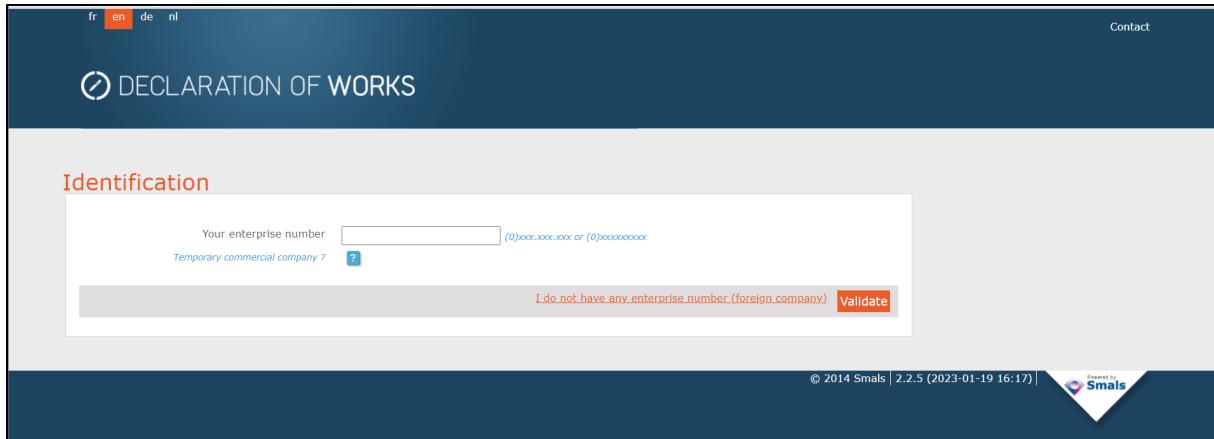 fr en de nl
Contact
DECLARATION OF WORKS
Identification
Your enterprise number
(0)xxx.xxx.xxx or (0)xxxxxxxxx
Temporary commercial company ?
?
I do not have any enterprise number (foreign company)
Validate
© 2014 Smals | 2.2.5 (2023-01-19 16:17) |
Powered by
Smals